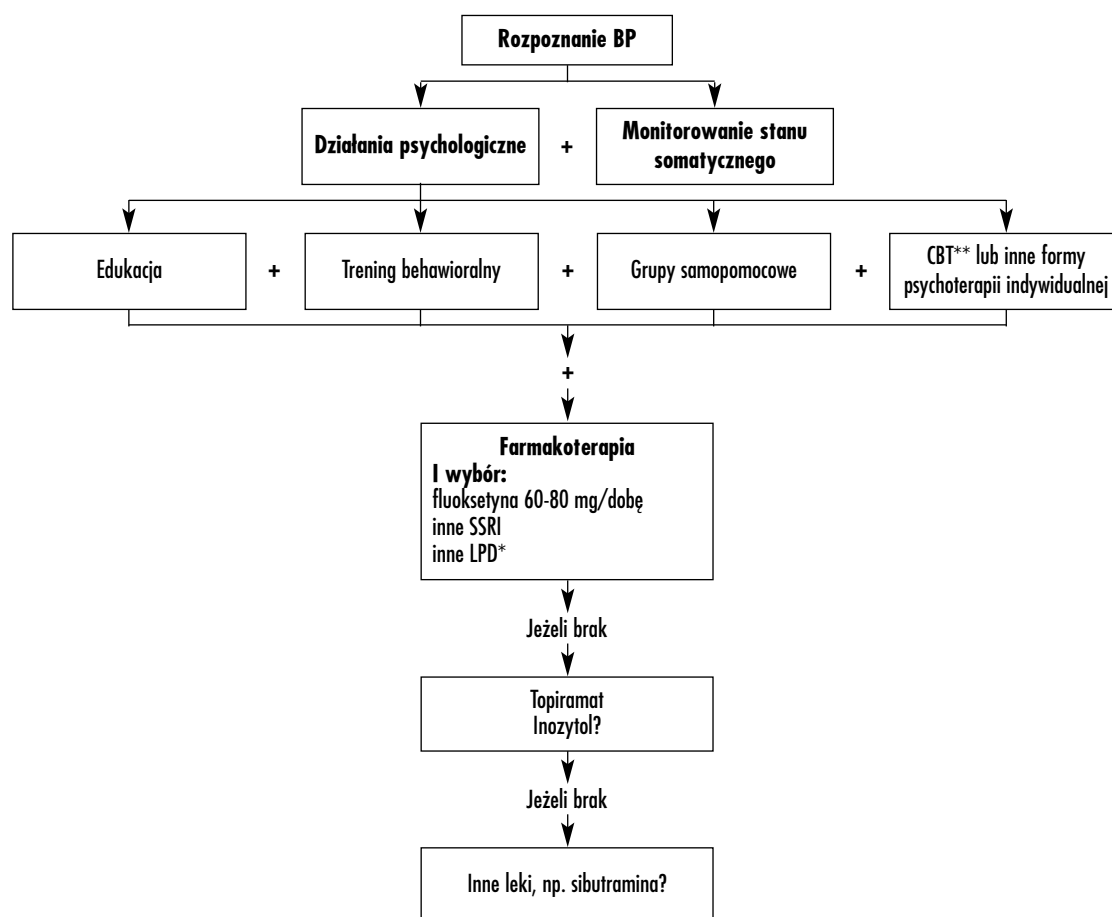 Rozpoznanie BP
Działania psychologiczne
+
Monitorowanie stanu
somatycznego
Edukacja
+
Trening behawioralny
+
Grupy samopomocowe
+
CBT** lub inne formy
psychoterapii indywidualnej
+
Farmakoterapia
I wybór:
fluoksetyna 60-80 mg/dobę
inne SSRI
inne LPD*
Jeżeli brak
Topiramat
Inozytol?
Jeżeli brak
Inne leki, np. sibutramina?